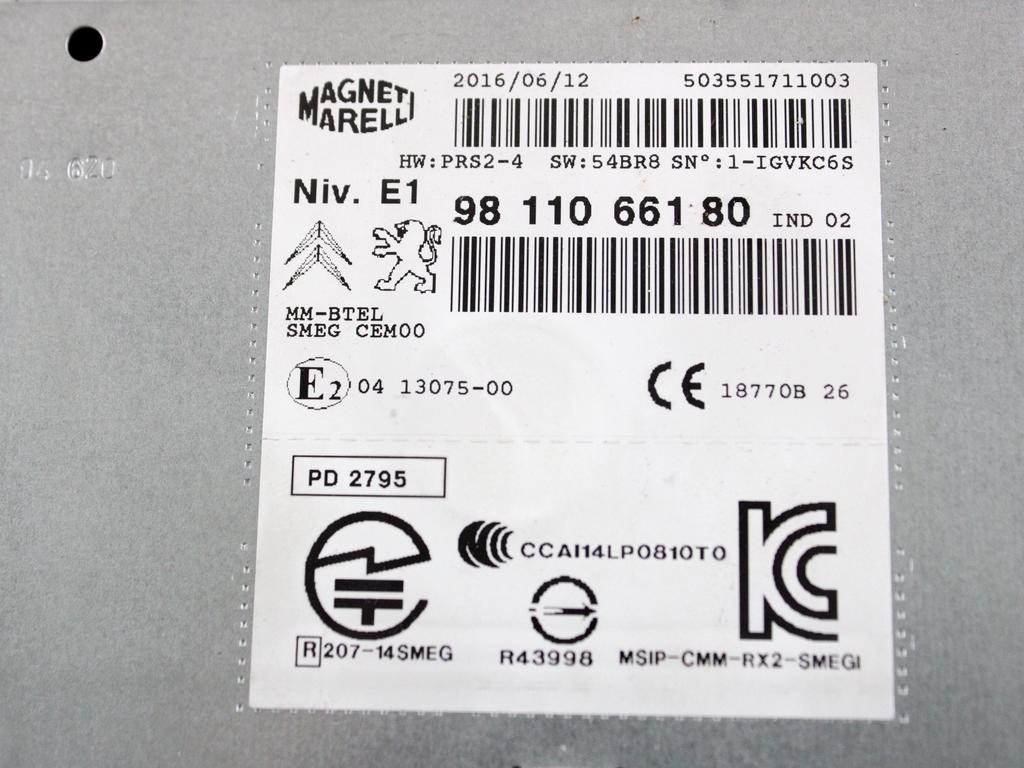 MAGNETI MARELLI
2016/06/12 503551711003
HW:PRS2-4 SW:54BR8 SN°:1-IGVKC6S
Niv. E1
98 110 661 80 IND 02
MM-BTEL
SMEG CEM00
E2 04 13075-00
CE 18770B 26
PD 2795
CCAI14LP0810T0
R 207-14SMEG
R43998
MSIP-CMM-RX2-SMEGI